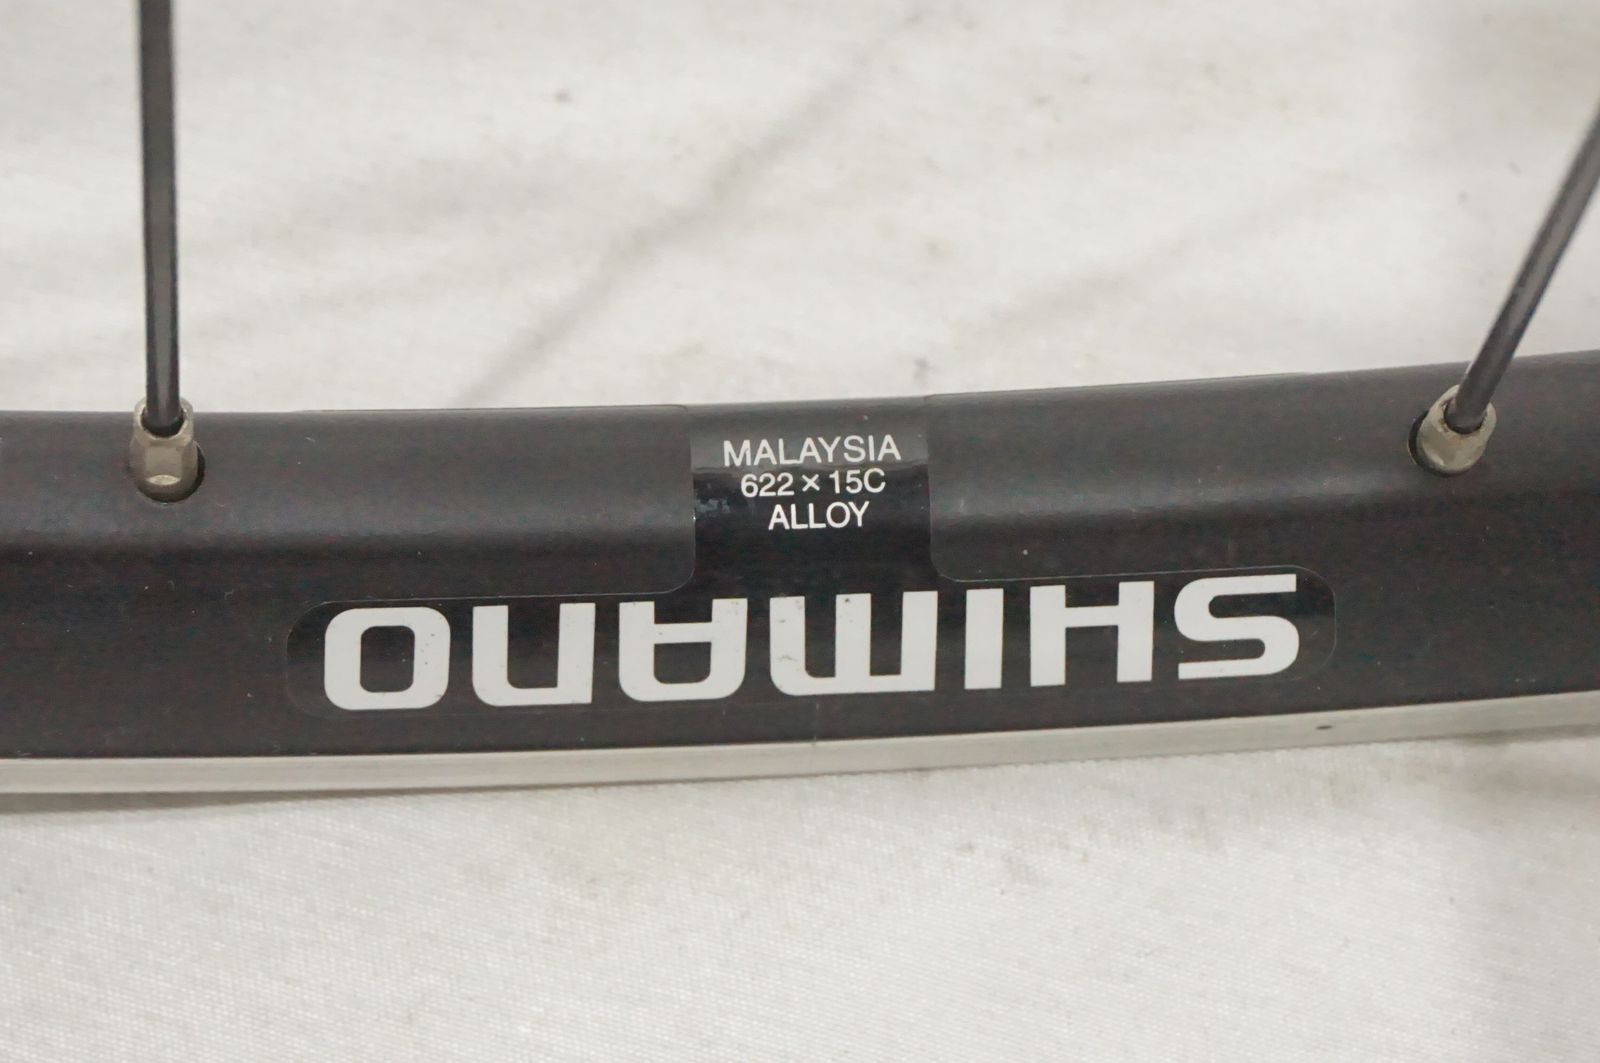 MALAYSIA
622 × 15C
ALLOY
SHIMANO